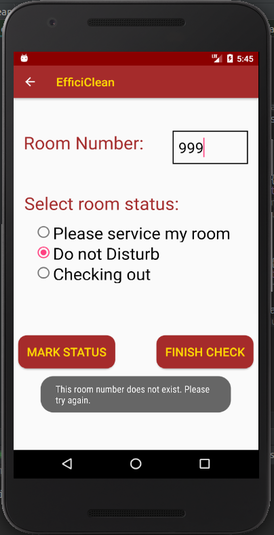 5:45
EfficiClean
Room Number:
999
Select room status:
Please service my room
Do not Disturb
Checking out
MARK STATUS
FINISH CHECK
This room number does not exist. Please
try again.